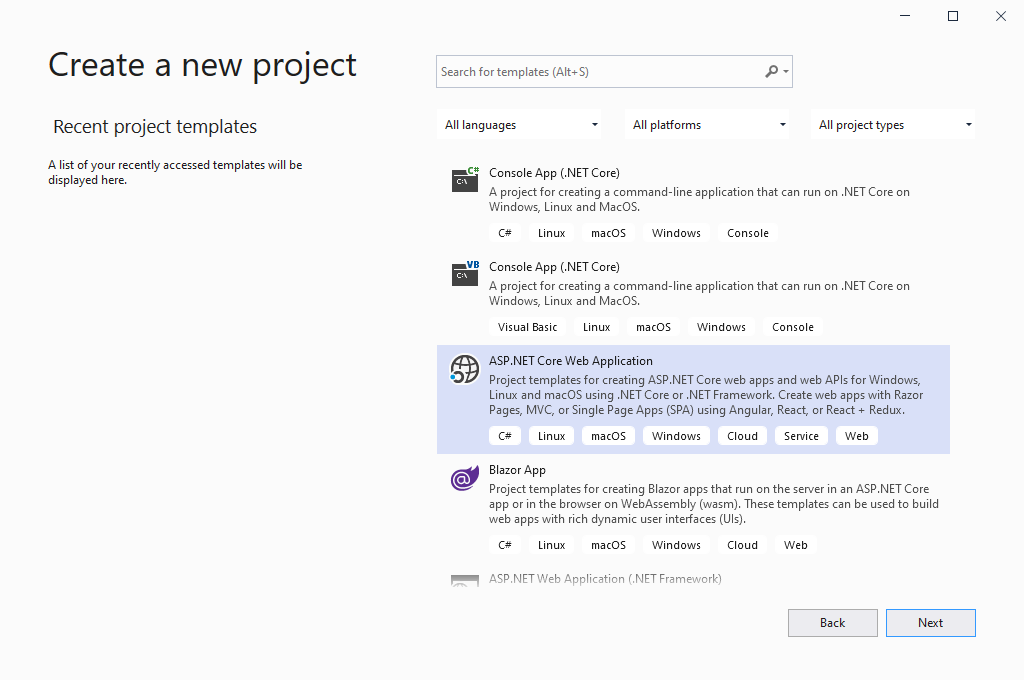 Create a new project
Search for templates (Alt+S)
Recent project templates
A list of your recently accessed templates will be
displayed here.
All languages
All platforms
All project types
C#
C:\
Console App (.NET Core)
A project for creating a command-line application that can run on .NET Core on
Windows, Linux and MacOS.
C# Linux macOS Windows Console
VB
C:\
Console App (.NET Core)
A project for creating a command-line application that can run on .NET Core on
Windows, Linux and MacOS.
Visual Basic Linux macOS Windows Console
ASP.NET Core Web Application
Project templates for creating ASP.NET Core web apps and web APIs for Windows,
Linux and macOS using .NET Core or .NET Framework. Create web apps with Razor
Pages, MVC, or Single Page Apps (SPA) using Angular, React, or React + Redux.
C# Linux macOS Windows Cloud Service Web
@
Blazor App
Project templates for creating Blazor apps that run on the server in an ASP.NET Core
app or in the browser on WebAssembly (wasm). These templates can be used to build
web apps with rich dynamic user interfaces (UIs).
C# Linux macOS Windows Cloud Web
ASP.NET Web Application (.NET Framework)
Back
Next